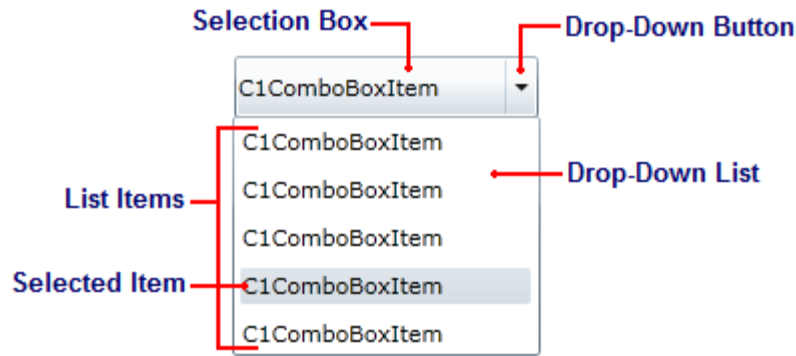 Selection Box
Drop-Down Button
C1ComboBoxItem
C1ComboBoxItem
C1ComboBoxItem
Drop-Down List
List Items
C1ComboBoxItem
Selected Item
C1ComboBoxItem
C1ComboBoxItem